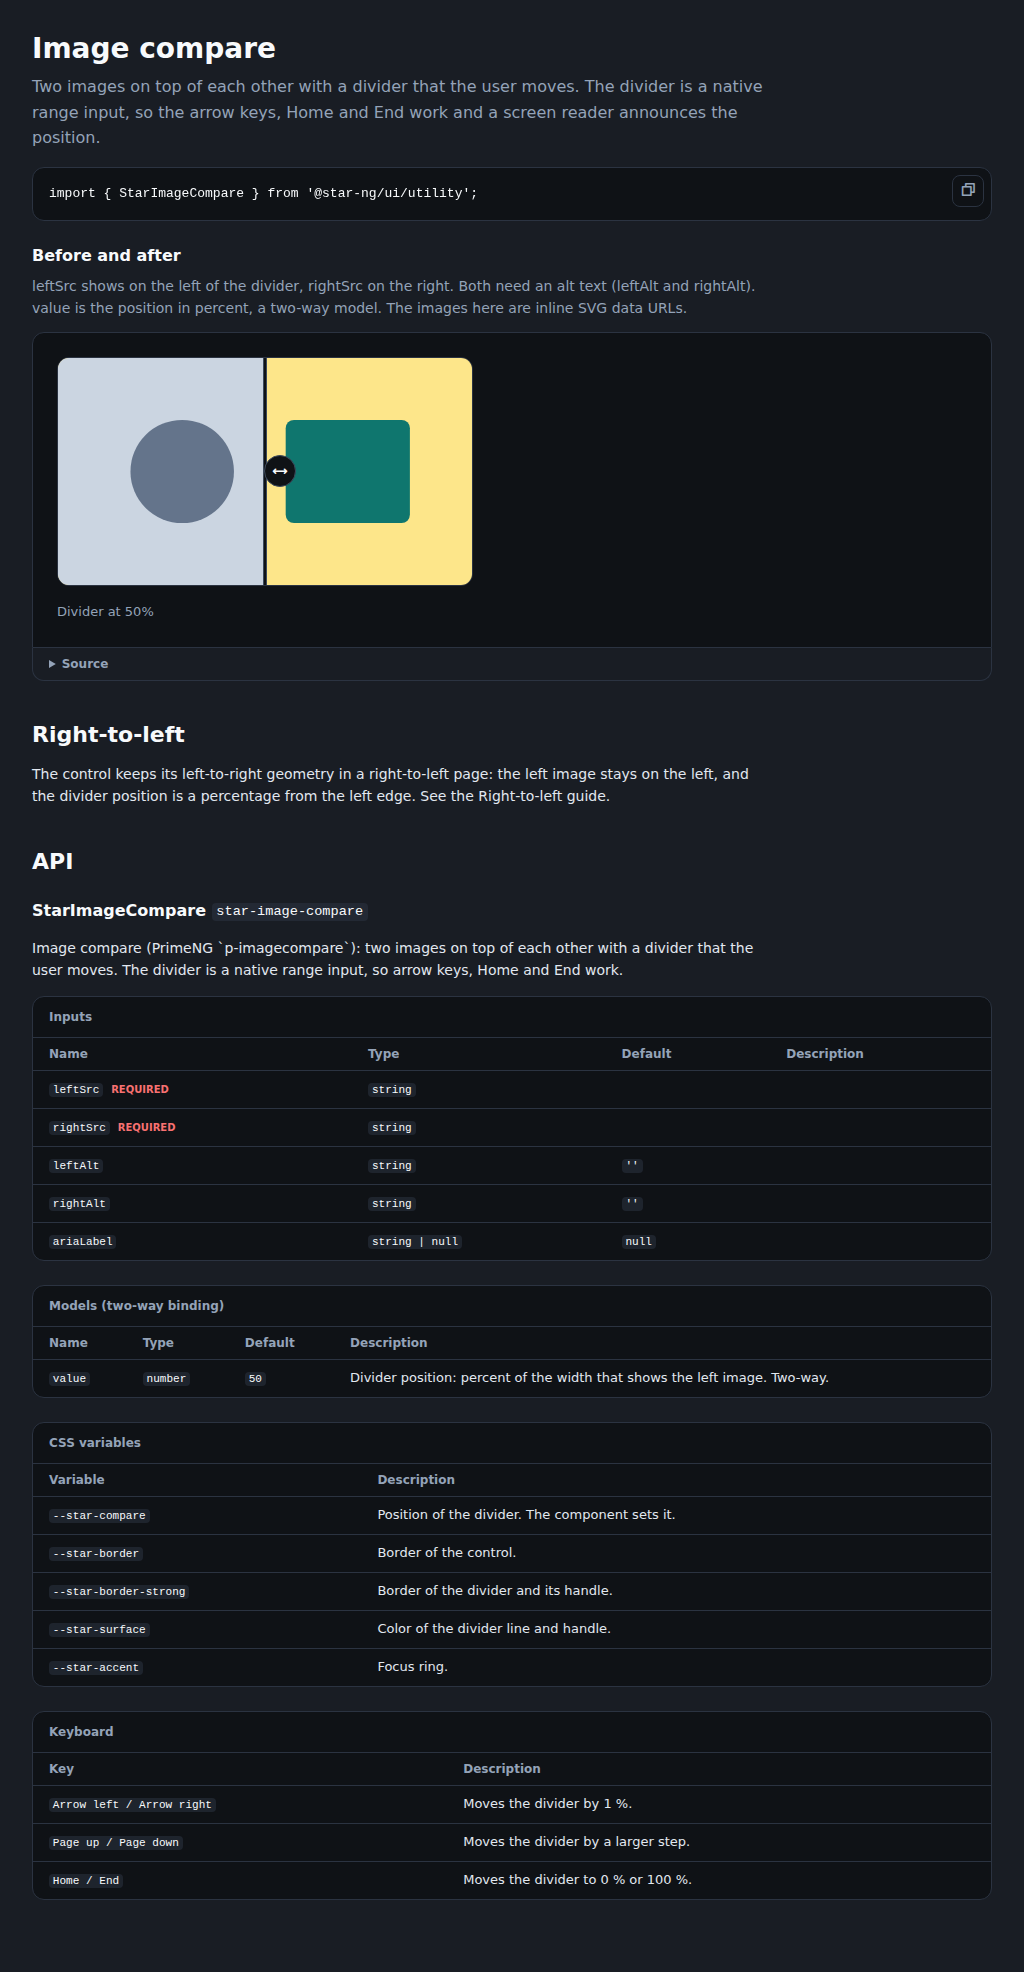 Image compare
Two images on top of each other with a divider that the user moves. The divider is a native
range input, so the arrow keys, Home and End work and a screen reader announces the
position.
import { StarImageCompare } from '@star-ng/ui/utility';
Before and after
leftSrc shows on the left of the divider, rightSrc on the right. Both need an alt text (leftAlt and rightAlt).
value is the position in percent, a two-way model. The images here are inline SVG data URLs.
Divider at 50%
Source
Right-to-left
The control keeps its left-to-right geometry in a right-to-left page: the left image stays on the left, and
the divider position is a percentage from the left edge. See the Right-to-left guide.
API
StarImageCompare star-image-compare
Image compare (PrimeNG `p-imagecompare`): two images on top of each other with a divider that the
user moves. The divider is a native range input, so arrow keys, Home and End work.
Inputs
Name Type Default Description
leftSrc REQUIRED string
rightSrc REQUIRED string
leftAlt string ''
rightAlt string ''
ariaLabel string | null null
Models (two-way binding)
Name Type Default Description
value number 50 Divider position: percent of the width that shows the left image. Two-way.
CSS variables
Variable Description
--star-compare Position of the divider. The component sets it.
--star-border Border of the control.
--star-border-strong Border of the divider and its handle.
--star-surface Color of the divider line and handle.
--star-accent Focus ring.
Keyboard
Key Description
Arrow left / Arrow right Moves the divider by 1 %.
Page up / Page down Moves the divider by a larger step.
Home / End Moves the divider to 0 % or 100 %.